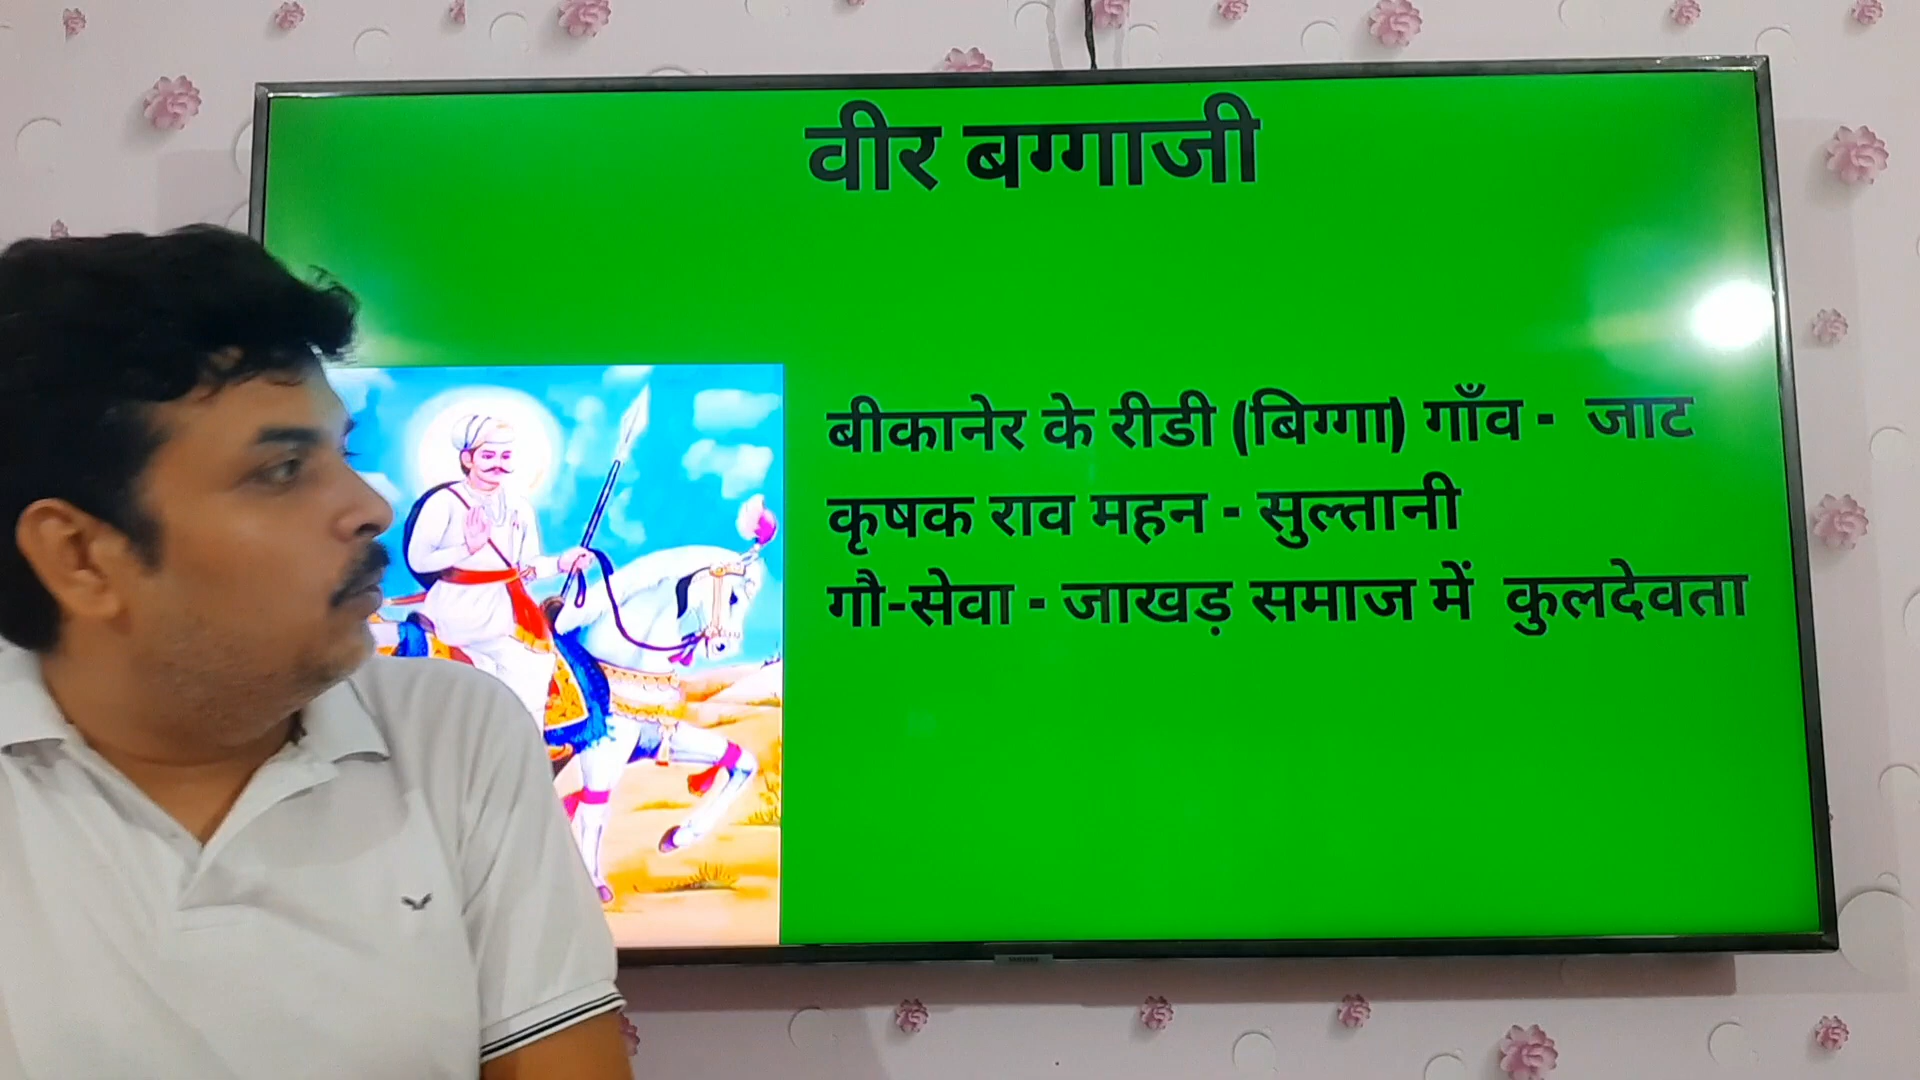 वीर बग्गाजी
बीकानेर के रीडी (बिग्गा) गाँव - जाट
कृषक राव महन - सुल्तानी
गौ-सेवा - जाखड़ समाज में कुलदेवता